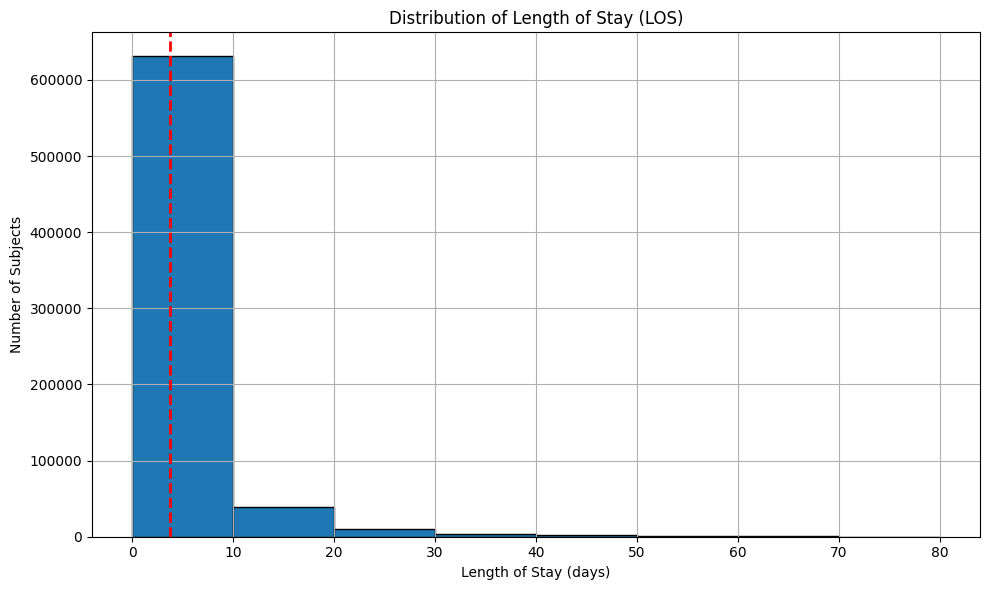 Distribution of Length of Stay (LOS)
Number of Subjects
600000
500000
400000
300000
200000
100000
0
0 10 20 30 40 50 60 70 80
Length of Stay (days)